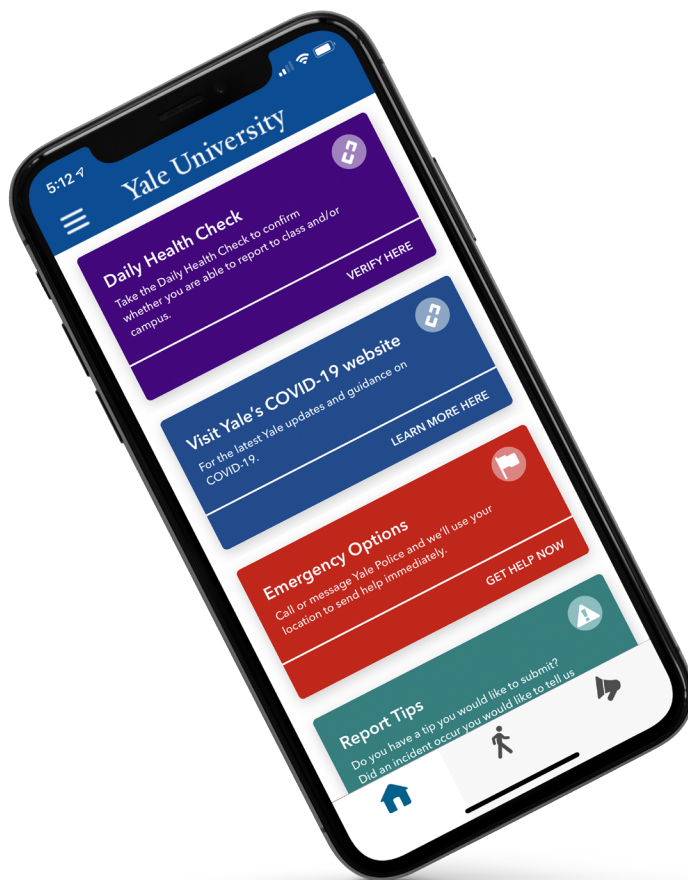 5:12
Yale University
Daily Health Check
Take the Daily Health Check to confirm
whether you are able to report to class and/or
campus.
VERIFY HERE
Visit Yale's COVID-19 website
For the latest Yale updates and guidance on
COVID-19.
LEARN MORE HERE
Emergency Options
Call or message Yale Police and we'll use your
location to send help immediately.
GET HELP NOW
Report Tips
Do you have a tip you would like to submit?
Did an incident occur you would like to tell us